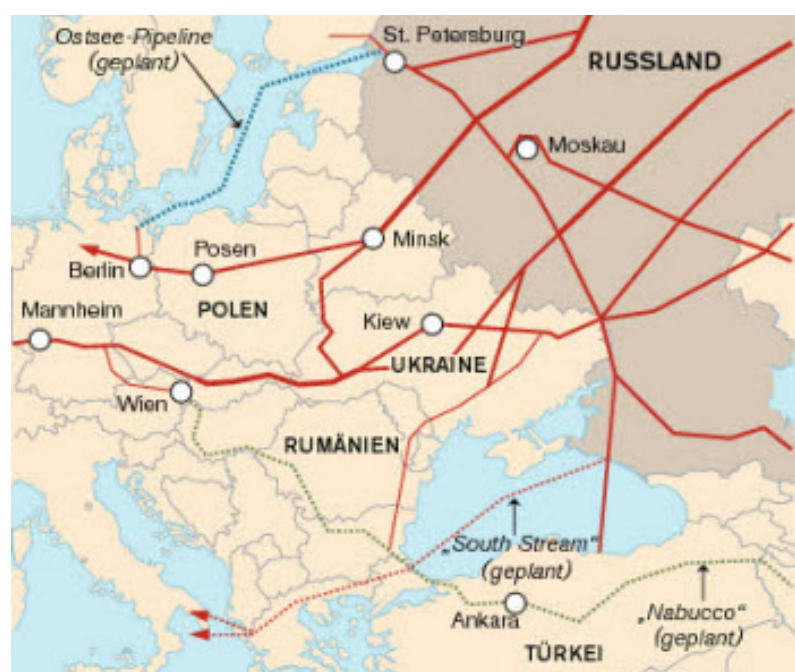 Ostsee-Pipeline
(geplant)
St. Petersburg
RUSSLAND
Moskau
Minsk
Posen
Berlin
POLEN
Mannheim
Kiew
UKRAINE
Wien
RUMÄNIEN
„South Stream“
(geplant)
„Nabucco“
(geplant)
Ankara
TÜRKEI